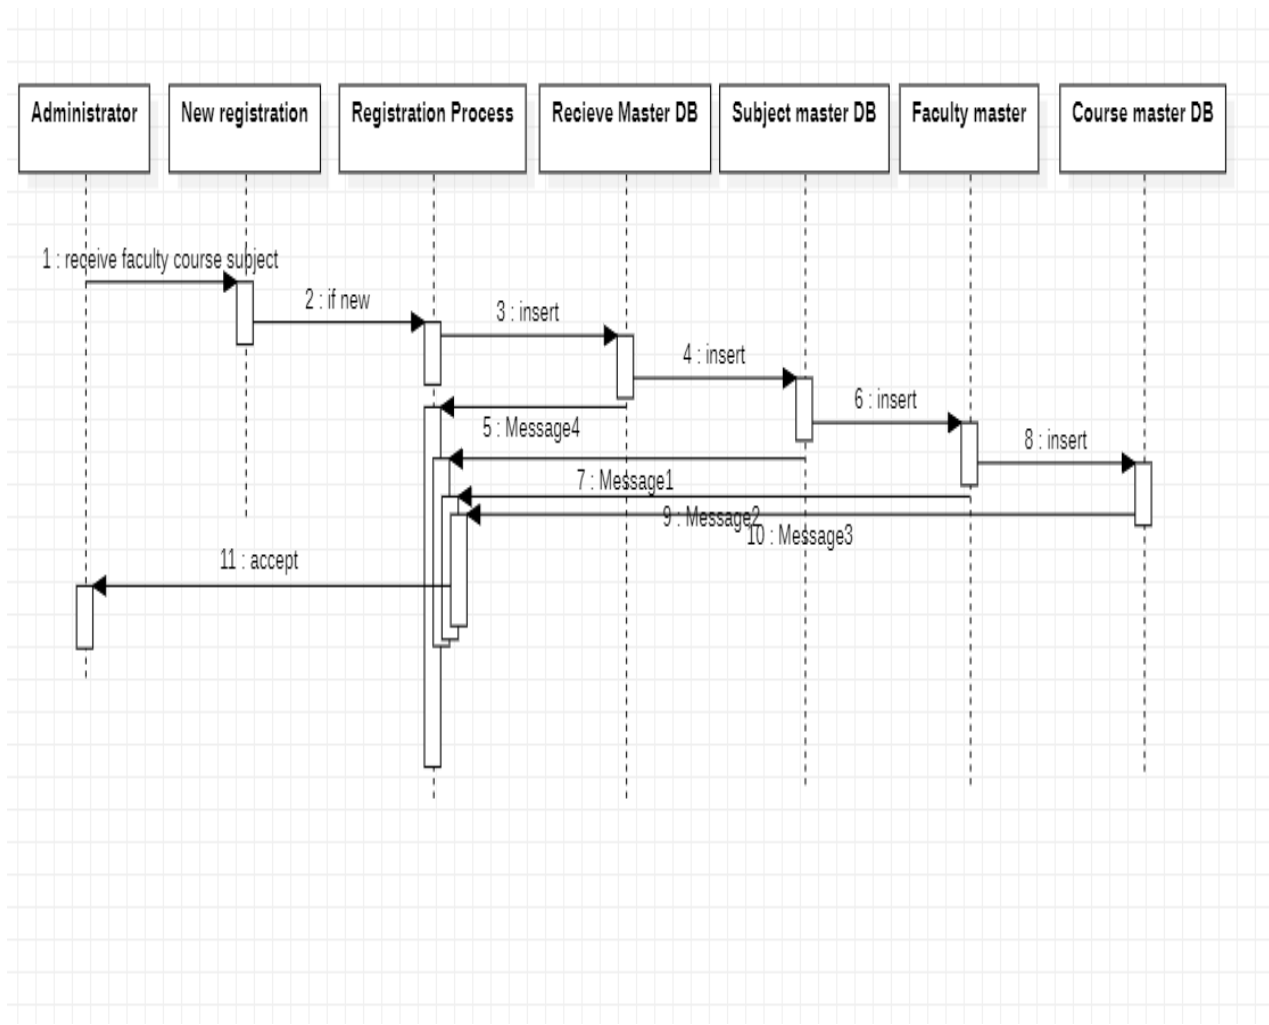 Administrator
New registration
Registration Process
Recieve Master DB
Subject master DB
Faculty master
Course master DB
1 : receive faculty course subject
2 : if new
3 : insert
4 : insert
6 : insert
5 : Message4
8 : insert
7 : Message1
9 : Message2
10 : Message3
11 : accept